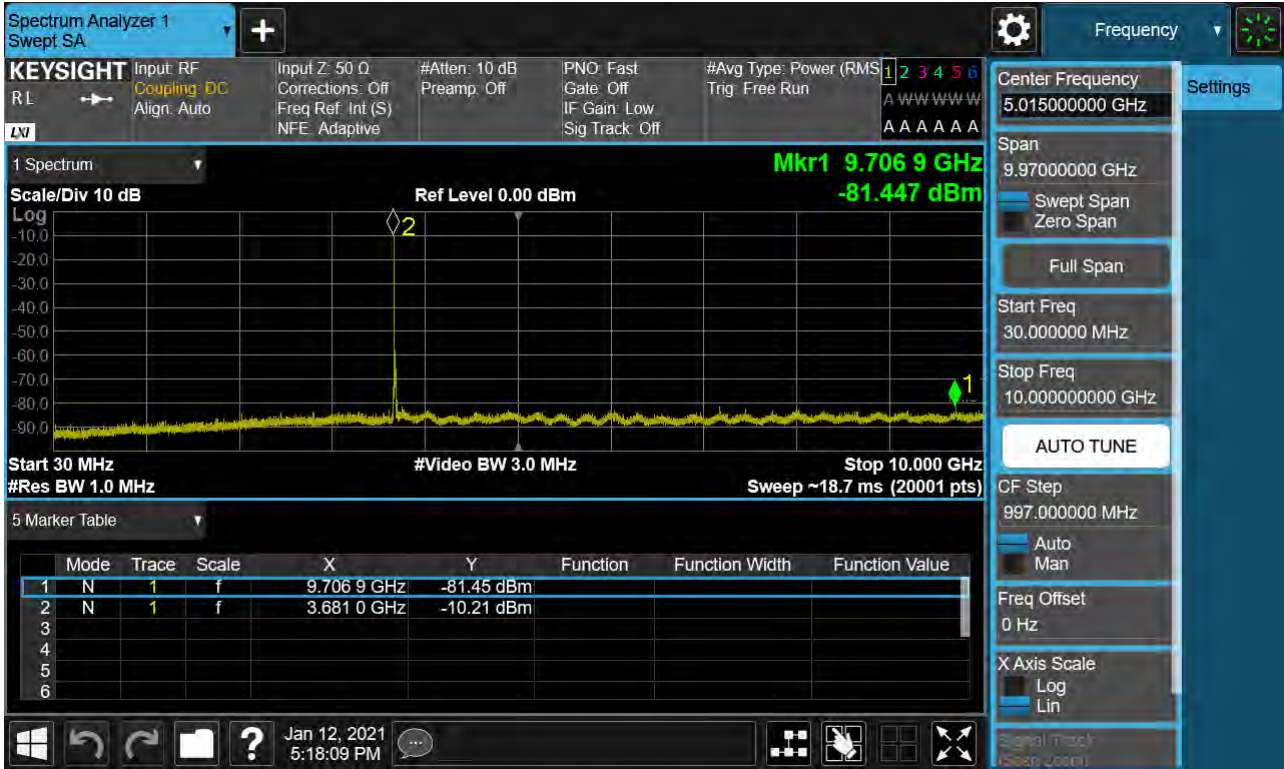 Spectrum Analyzer 1
Swept SA
+
Frequency
KEYSIGHT
R L
LXI
Input: RF
Coupling: DC
Align: Auto
Input Z: 50 Ω
Corrections: Off
Freq Ref: Int (S)
NFE: Adaptive
#Atten: 10 dB
Preamp: Off
PNO: Fast
Gate: Off
IF Gain: Low
Sig Track: Off
#Avg Type: Power (RMS
Trig: Free Run
1 2 3 4 5 6
A W W W W W
A A A A A A
1 Spectrum
Scale/Div 10 dB
Ref Level 0.00 dBm
Mkr1 9.706 9 GHz
-81.447 dBm
Log
-10.0
-20.0
-30.0
-40.0
-50.0
-60.0
-70.0
-80.0
-90.0
2
1
Start 30 MHz
#Video BW 3.0 MHz
Stop 10.000 GHz
#Res BW 1.0 MHz
Sweep ~18.7 ms (20001 pts)
5 Marker Table
Mode Trace Scale X Y Function Function Width Function Value
1 N 1 f 9.706 9 GHz -81.45 dBm
2 N 1 f 3.681 0 GHz -10.21 dBm
3
4
5
6
?
Jan 12, 2021
5:18:09 PM
Center Frequency
5.015000000 GHz
Settings
Span
9.97000000 GHz
Swept Span
Zero Span
Full Span
Start Freq
30.000000 MHz
Stop Freq
10.000000000 GHz
AUTO TUNE
CF Step
997.000000 MHz
Auto
Man
Freq Offset
0 Hz
X Axis Scale
Log
Lin
Signal Track
(Span Zoom)